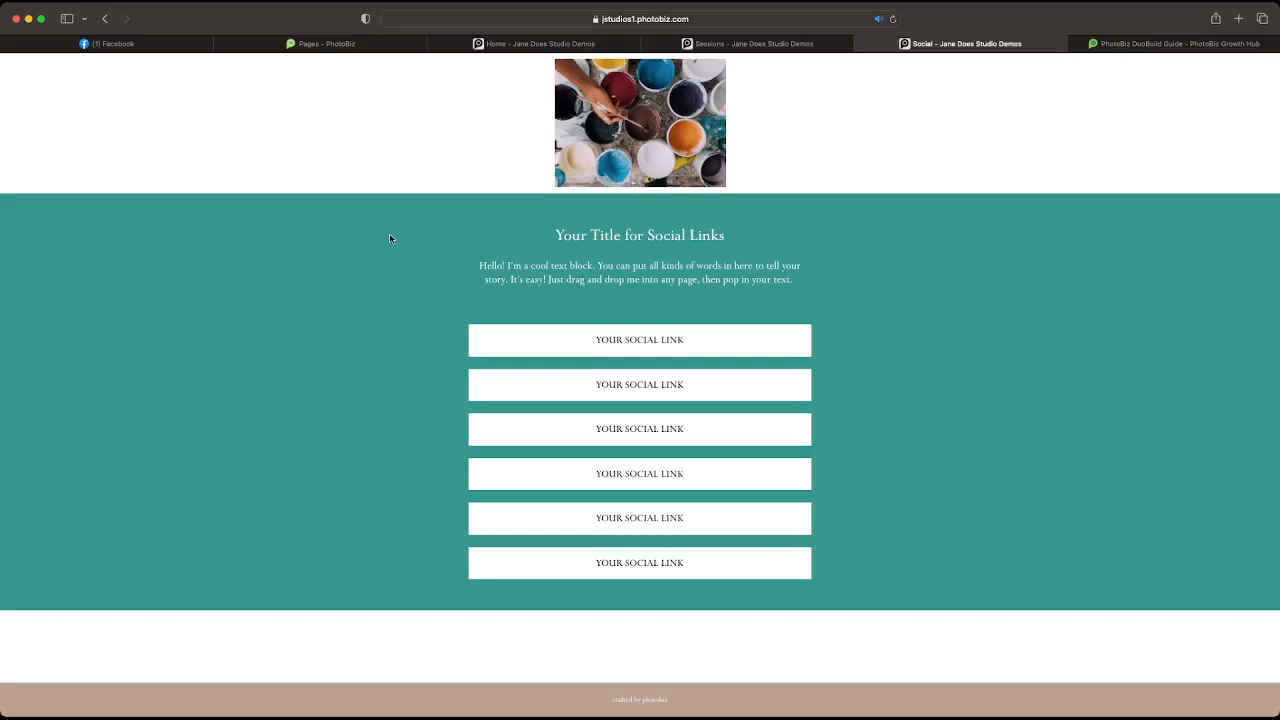 jstudios1.photobiz.com
(1) Facebook
Pages - PhotoBiz
Home - Jane Does Studio Demos
Sessions - Jane Does Studio Demos
Social - Jane Does Studio Demos
PhotoBiz DuoBuild Guide - PhotoBiz Growth Hub
Your Title for Social Links
Hello! I'm a cool text block. You can put all kinds of words in here to tell your
story. It's easy! Just drag and drop me into any page, then pop in your text.
YOUR SOCIAL LINK
YOUR SOCIAL LINK
YOUR SOCIAL LINK
YOUR SOCIAL LINK
YOUR SOCIAL LINK
YOUR SOCIAL LINK
crafted by photobiz